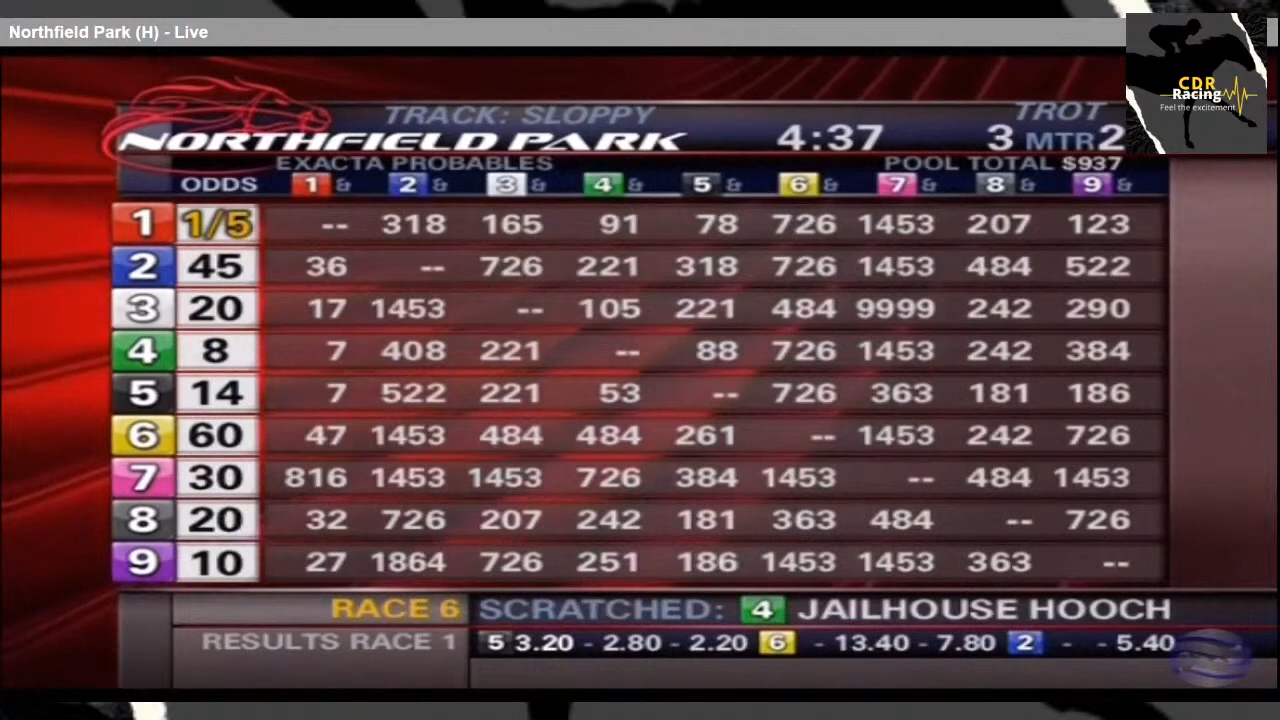 Northfield Park (H) - Live
CDR
Racing
Feel the excitement
TRACK: SLOPPY
TROT
NORTHFIELD PARK
4:37
3 MTR 2
EXACTA PROBABLES
POOL TOTAL $937
ODDS 1 & 2 & 3 & 4 & 5 & 6 & 7 & 8 & 9 &
1 1/5 -- 318 165 91 78 726 1453 207 123
2 45 36 -- 726 221 318 726 1453 484 522
3 20 17 1453 -- 105 221 484 9999 242 290
4 8 7 408 221 -- 88 726 1453 242 384
5 14 7 522 221 53 -- 726 363 181 186
6 60 47 1453 484 484 261 -- 1453 242 726
7 30 816 1453 1453 726 384 1453 -- 484 1453
8 20 32 726 207 242 181 363 484 -- 726
9 10 27 1864 726 251 186 1453 1453 363 --
RACE 6 SCRATCHED: 4 JAILHOUSE HOOCH
RESULTS RACE 1 5 3.20 - 2.80 - 2.20 6 - 13.40 - 7.80 2 - - 5.40